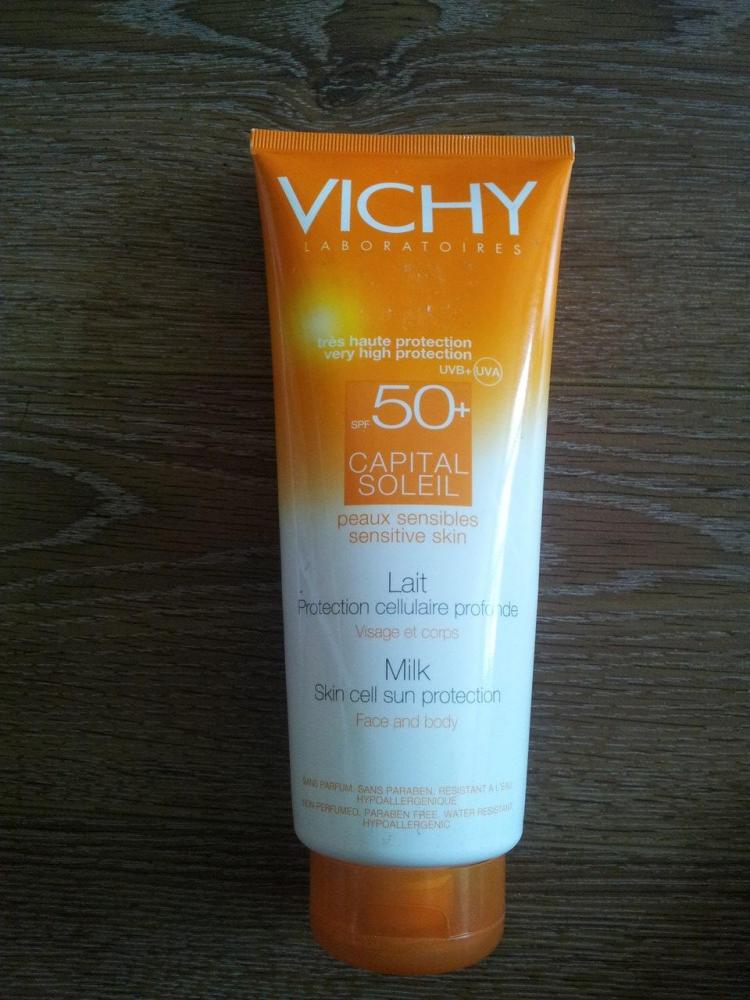 VICHY
LABORATOIRES
très haute protection
very high protection
UVB+ UVA
SPF 50+
CAPITAL
SOLEIL
peaux sensibles
sensitive skin
Lait
Protection cellulaire profonde
Visage et corps
Milk
Skin cell sun protection
Face and body
SANS PARFUM, SANS PARABEN, RÉSISTANT À L'EAU
HYPOALLERGÉNIQUE
NON-PERFUMED, PARABEN FREE, WATER RESISTANT
HYPOALLERGENIC